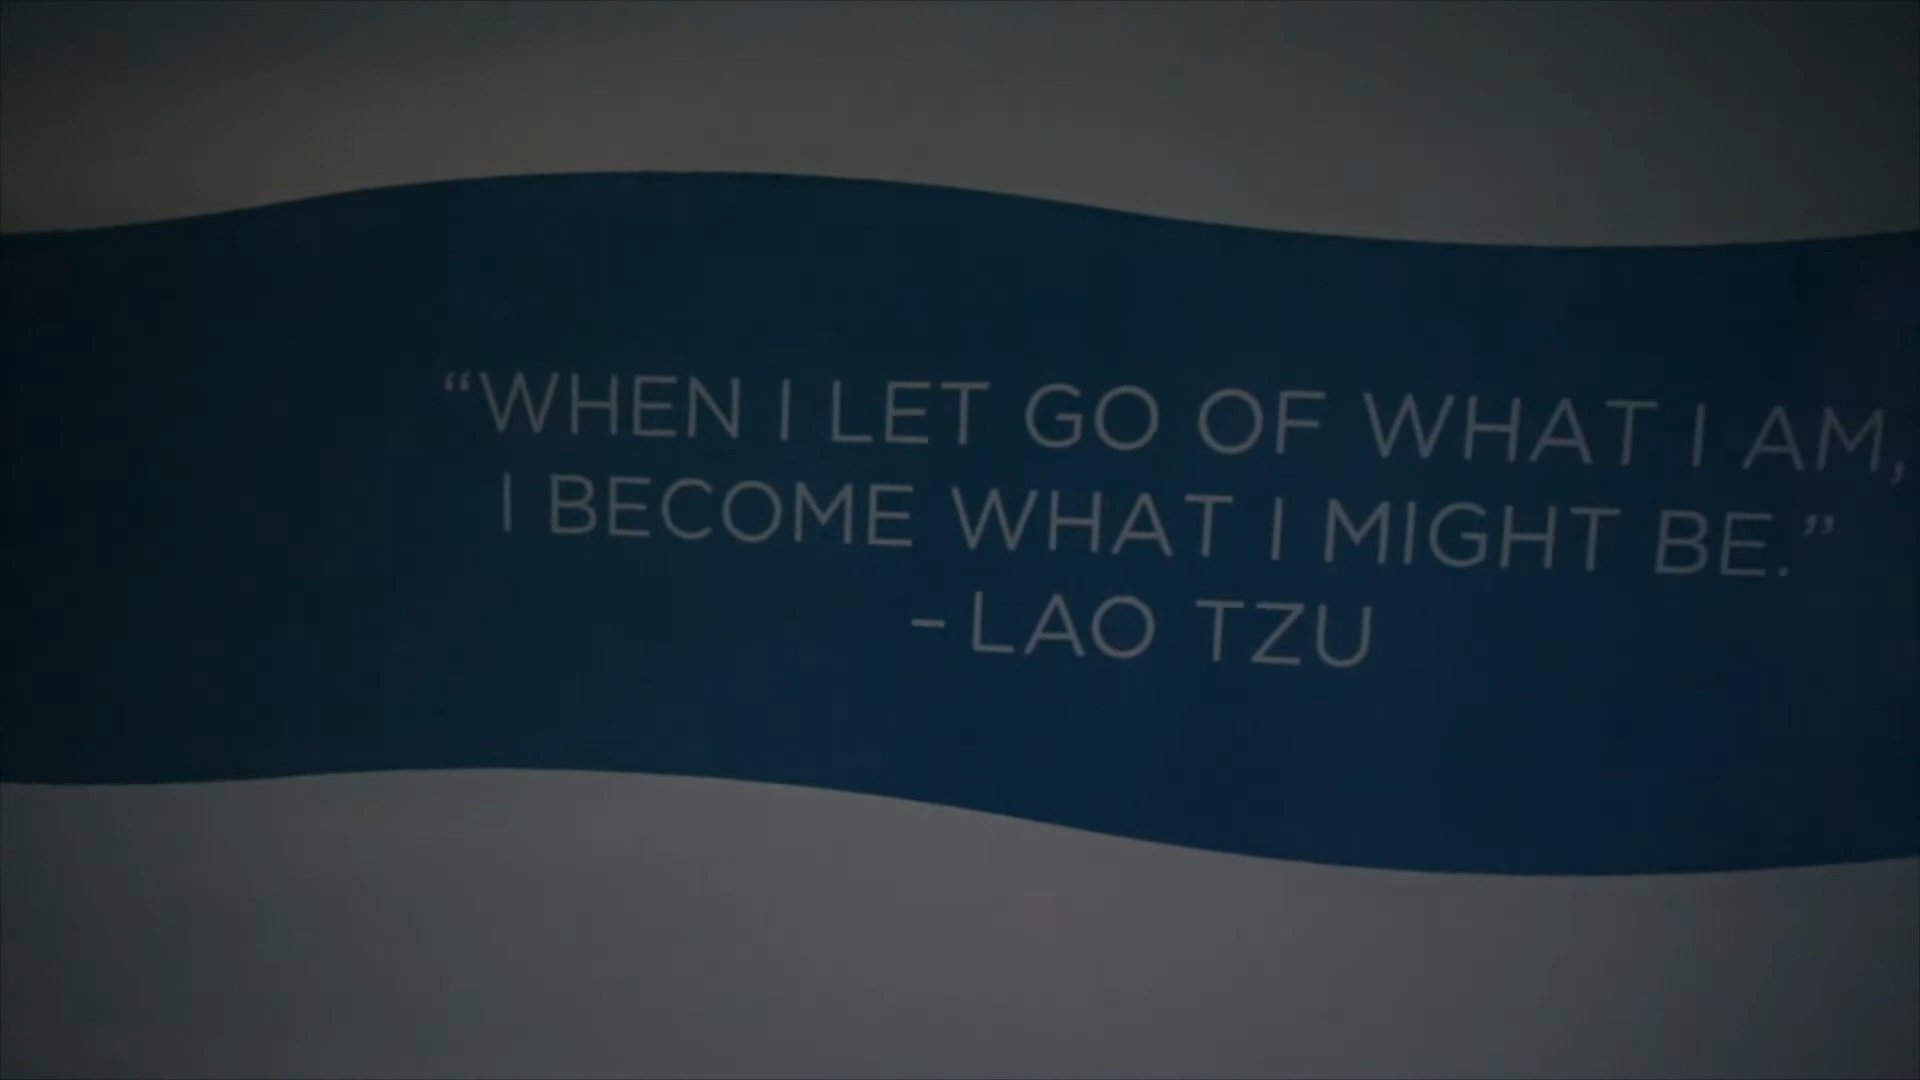 “WHEN I LET GO OF WHAT I AM,
I BECOME WHAT I MIGHT BE.”
– LAO TZU